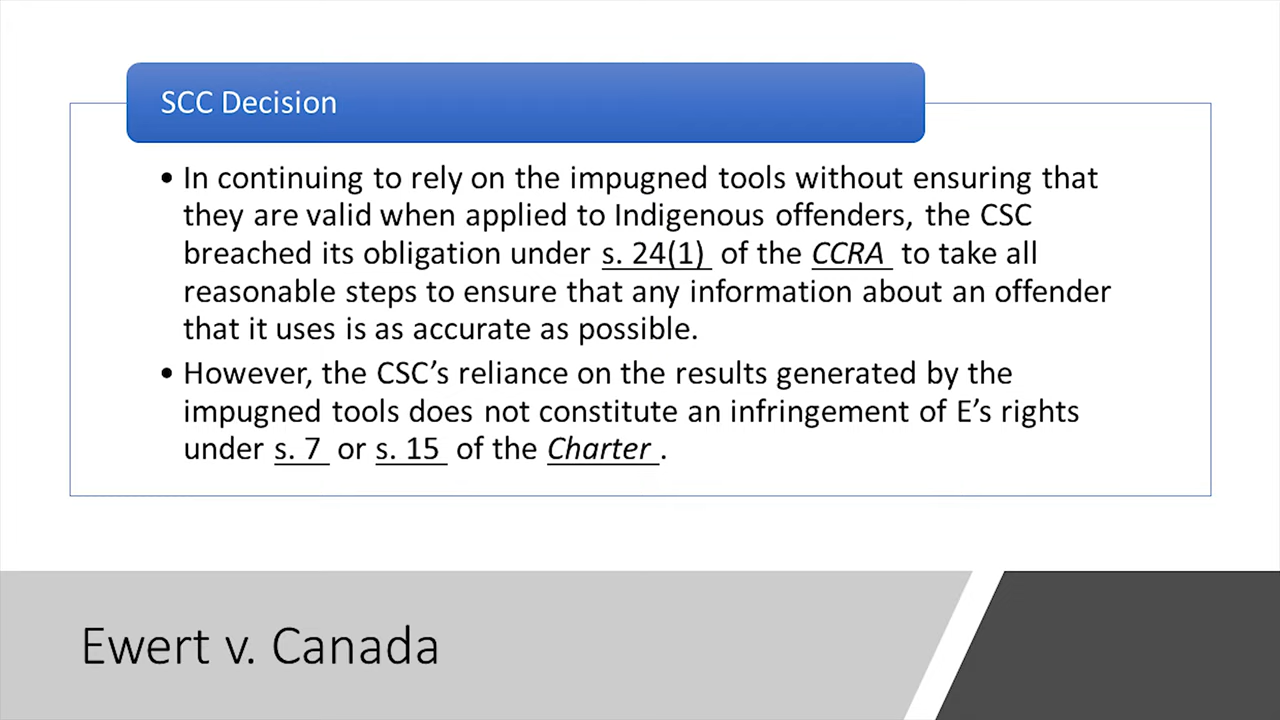 SCC Decision
• In continuing to rely on the impugned tools without ensuring that
they are valid when applied to Indigenous offenders, the CSC
breached its obligation under s. 24(1) of the CCRA to take all
reasonable steps to ensure that any information about an offender
that it uses is as accurate as possible.
• However, the CSC’s reliance on the results generated by the
impugned tools does not constitute an infringement of E’s rights
under s. 7 or s. 15 of the Charter .
Ewert v. Canada